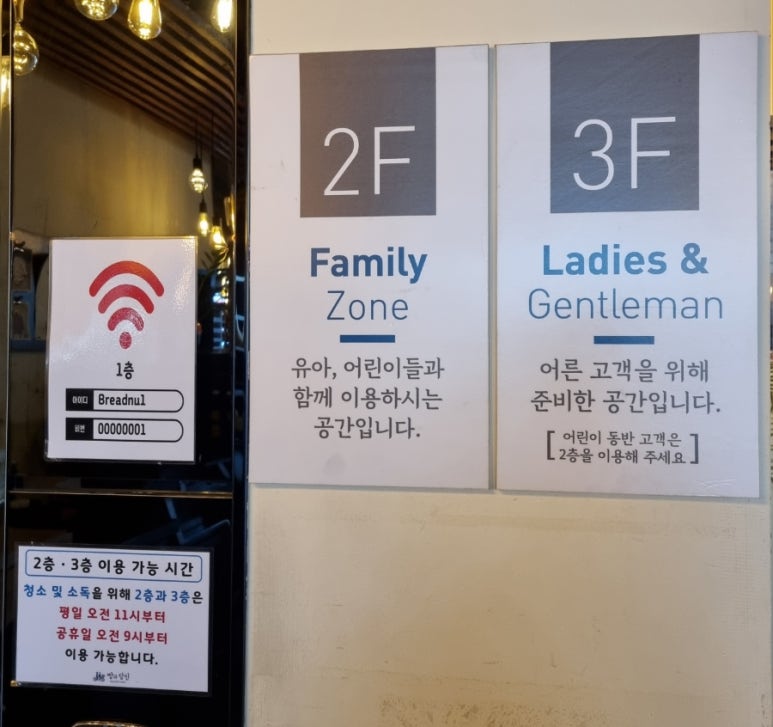 1층
아이디 Breadnu1
비번 00000001
2층 · 3층 이용 가능 시간
청소 및 소독을 위해 2층과 3층은
평일 오전 11시부터
공휴일 오전 9시부터
이용 가능합니다.
2F
Family
Zone
유아, 어린이들과
함께 이용하시는
공간입니다.
3F
Ladies &
Gentleman
어른 고객을 위해
준비한 공간입니다.
[ 어린이 동반 고객은
2층을 이용해 주세요 ]